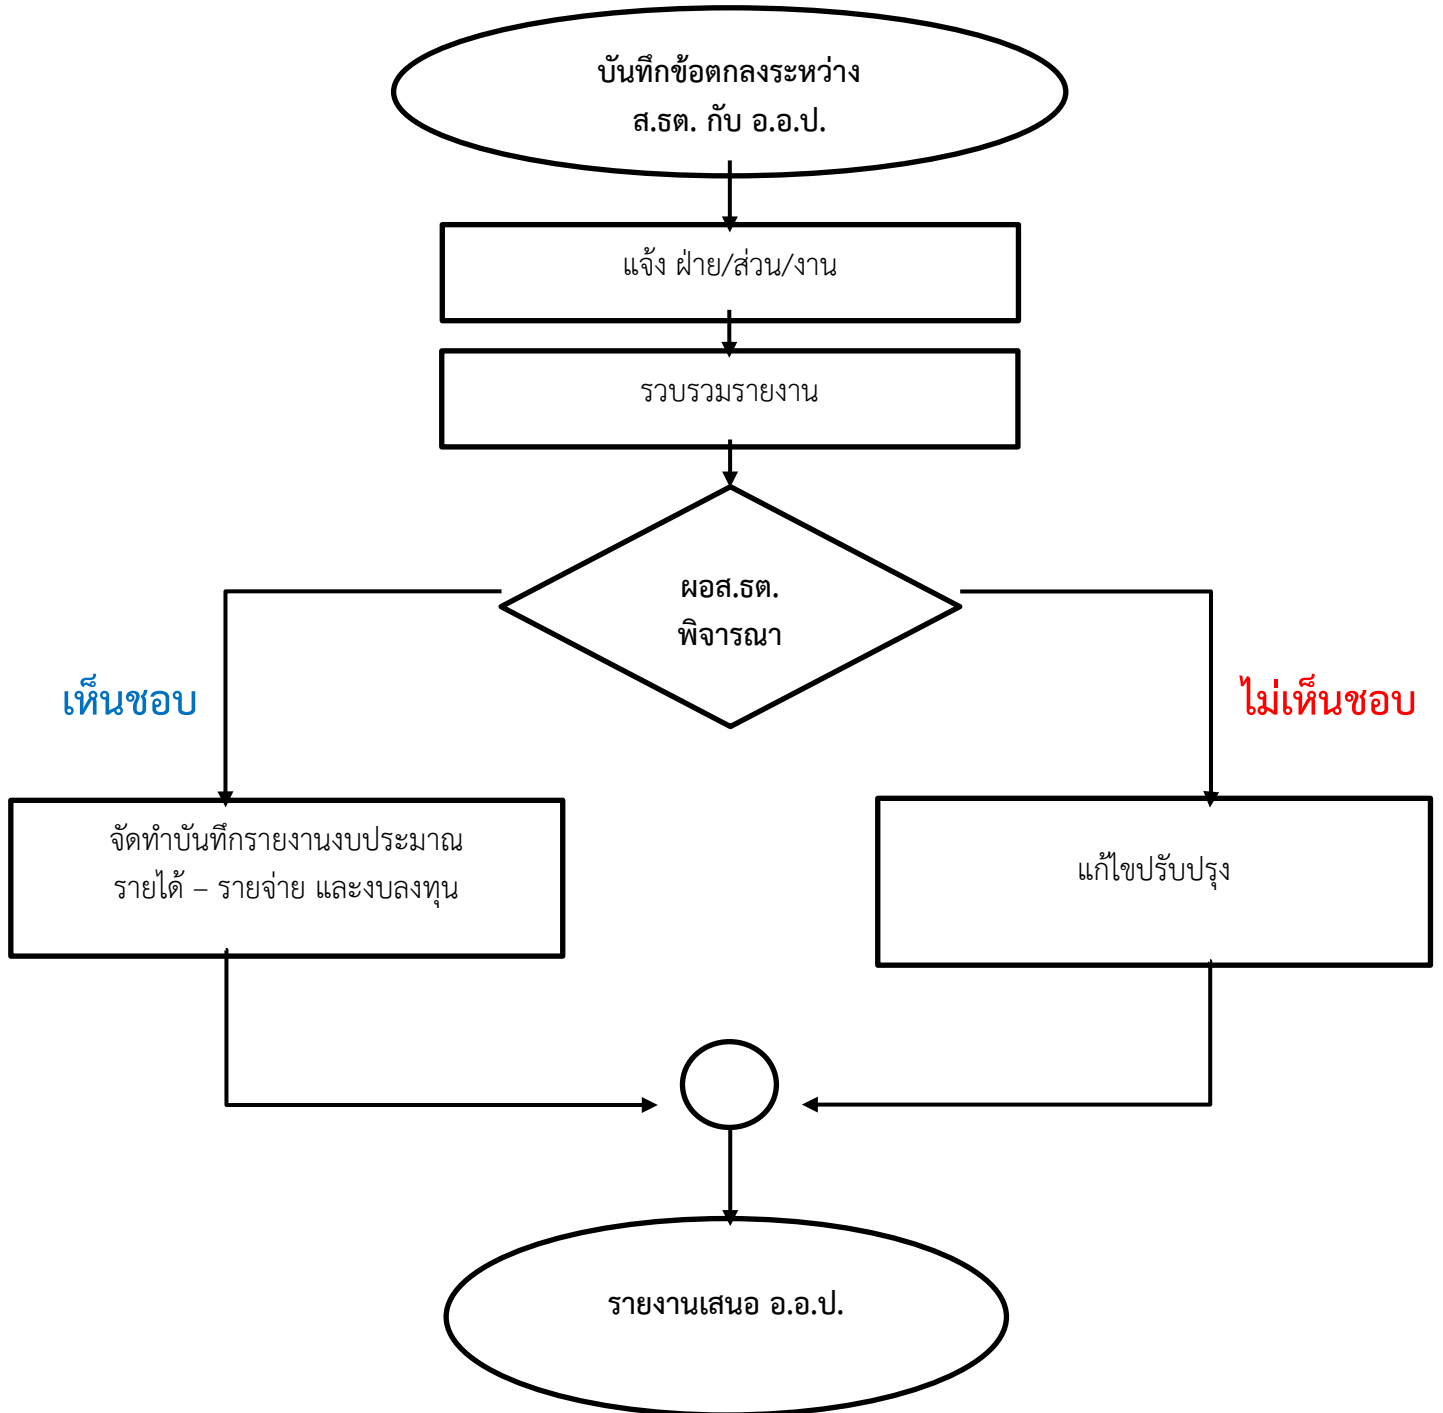 บันทึกข้อตกลงระหว่าง
ส.ธต. กับ อ.อ.ป.
แจ้ง ฝ่าย/ส่วน/งาน
รวบรวมรายงาน
ผอส.ธต.
พิจารณา
เห็นชอบ
ไม่เห็นชอบ
จัดทำบันทึกรายงานงบประมาณ
รายได้ – รายจ่าย และงบลงทุน
แก้ไขปรับปรุง
รายงานเสนอ อ.อ.ป.